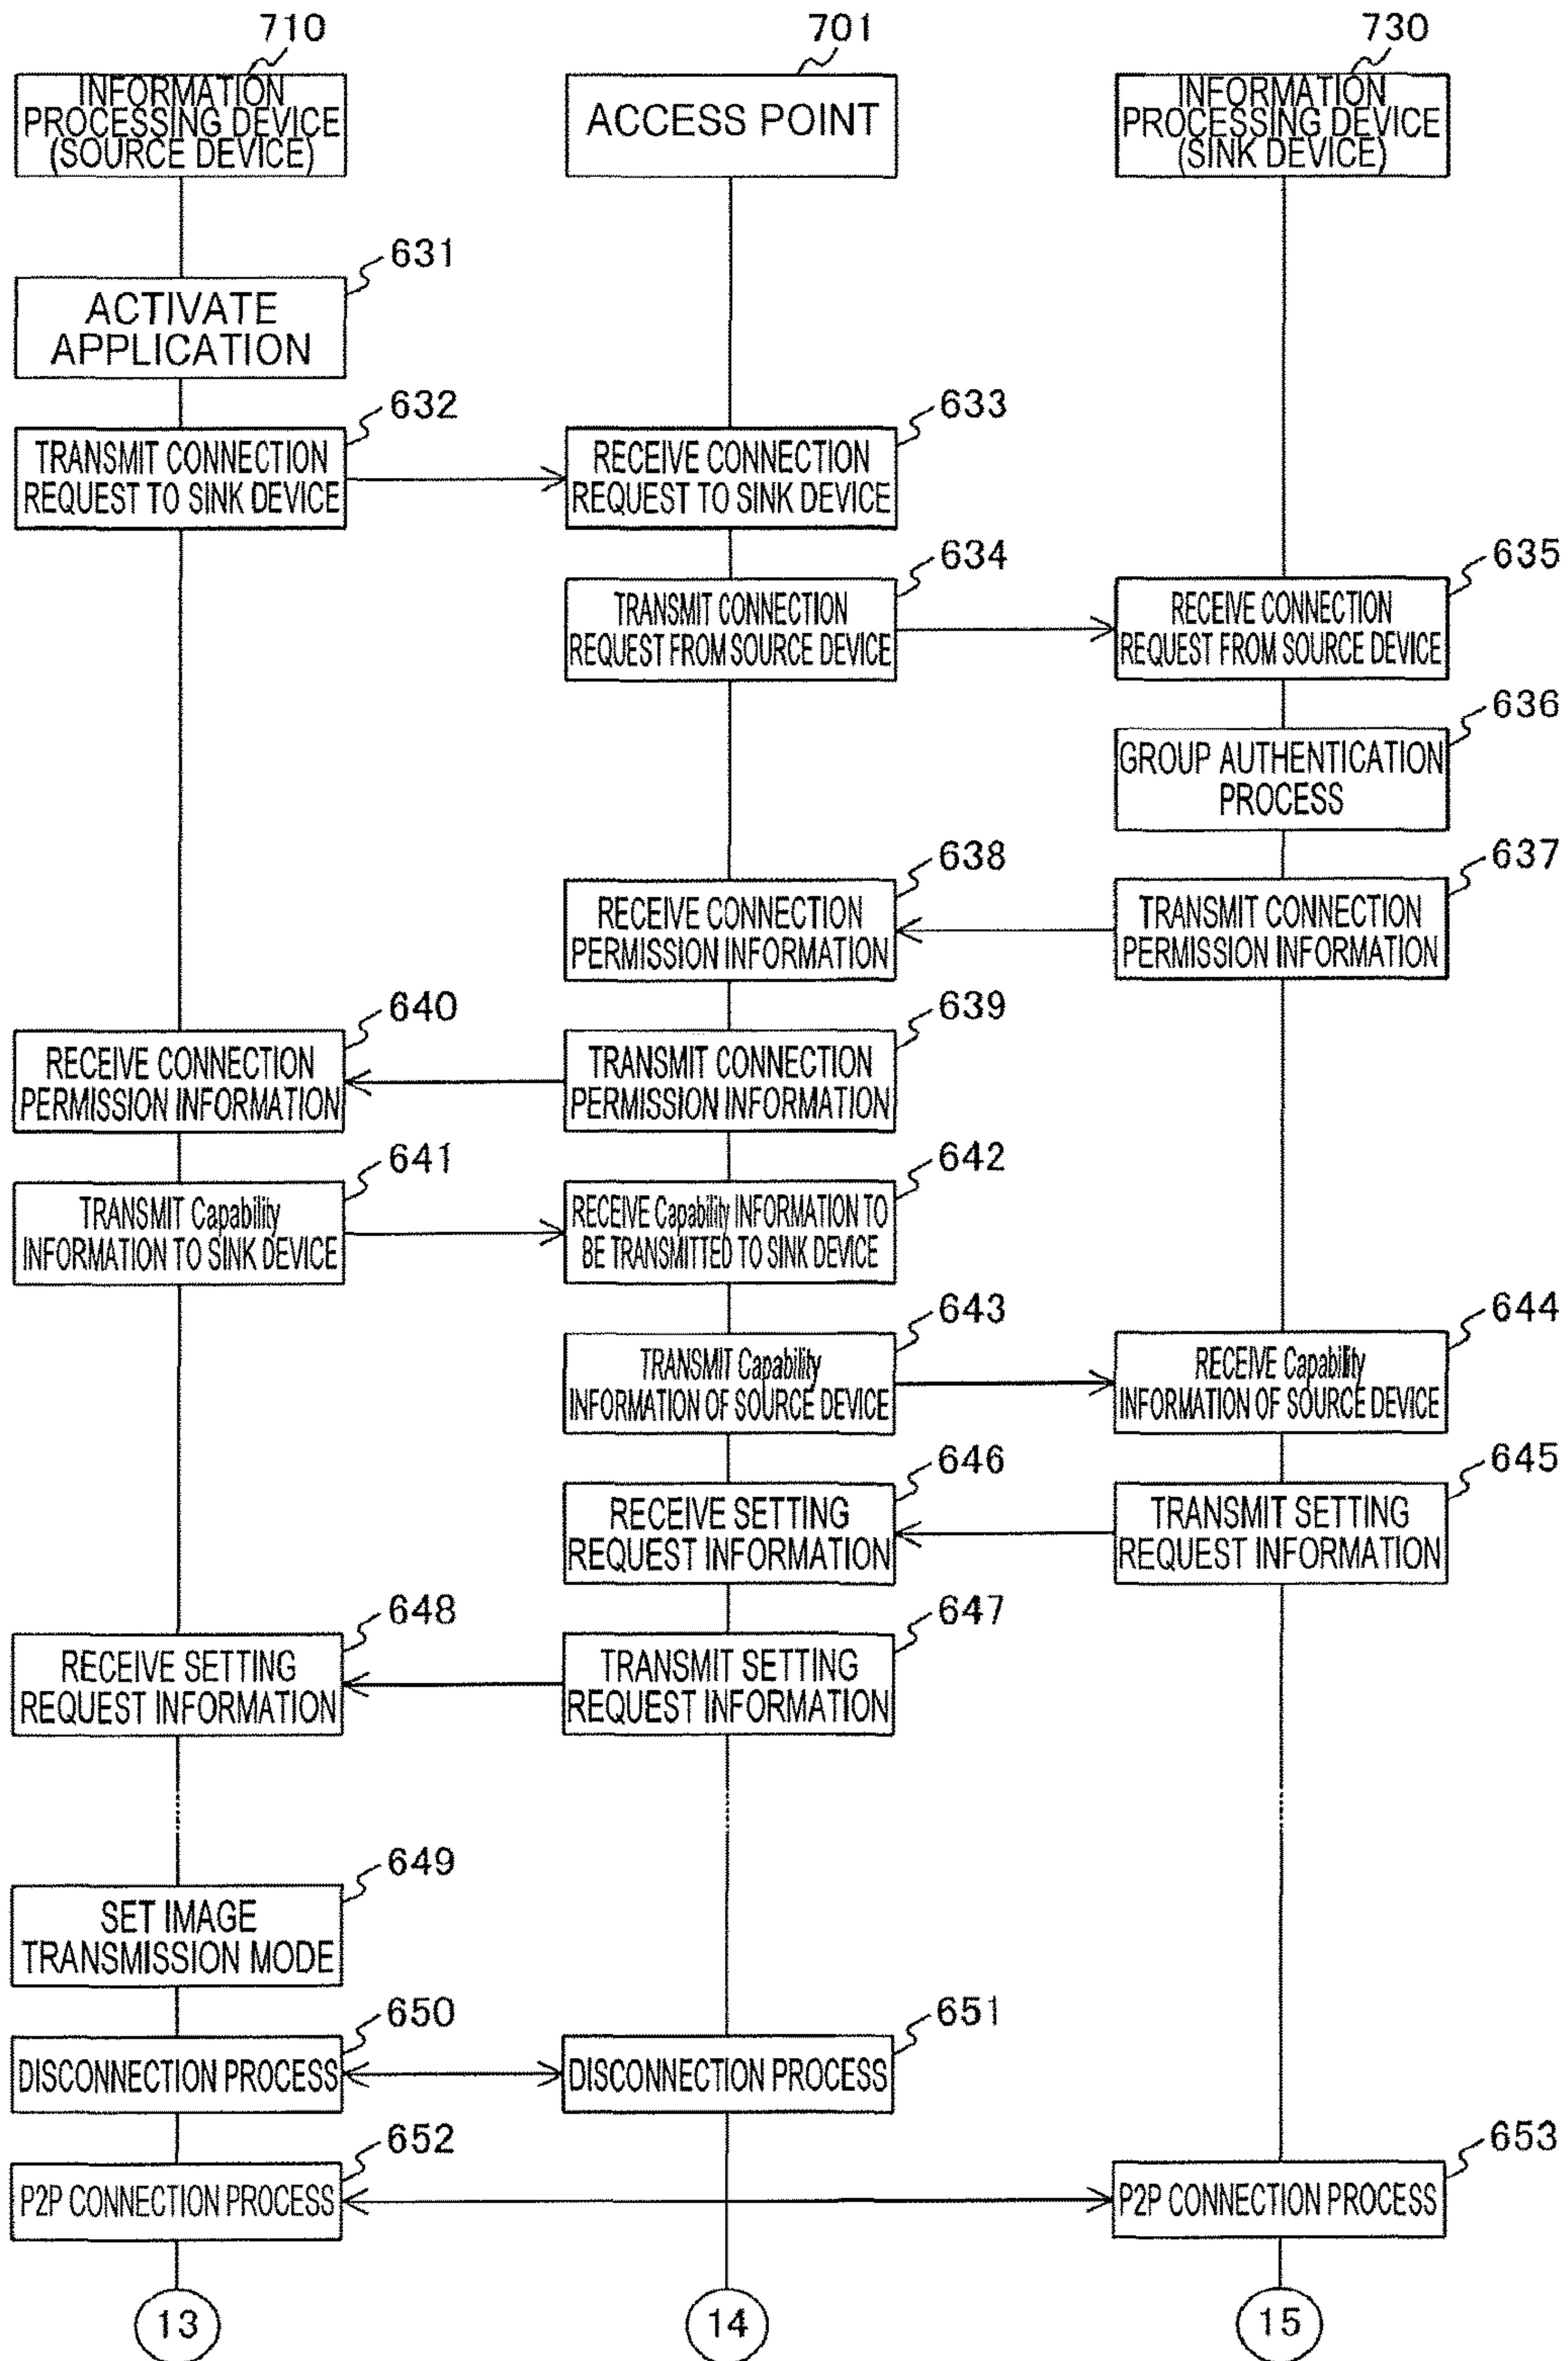 710
701
730
INFORMATION
PROCESSING DEVICE
(SOURCE DEVICE)
ACCESS POINT
INFORMATION
PROCESSING DEVICE
(SINK DEVICE)
631
ACTIVATE
APPLICATION
632
TRANSMIT CONNECTION
REQUEST TO SINK DEVICE
633
RECEIVE CONNECTION
REQUEST TO SINK DEVICE
634
TRANSMIT CONNECTION
REQUEST FROM SOURCE DEVICE
635
RECEIVE CONNECTION
REQUEST FROM SOURCE DEVICE
636
GROUP AUTHENTICATION
PROCESS
637
TRANSMIT CONNECTION
PERMISSION INFORMATION
638
RECEIVE CONNECTION
PERMISSION INFORMATION
639
TRANSMIT CONNECTION
PERMISSION INFORMATION
640
RECEIVE CONNECTION
PERMISSION INFORMATION
641
TRANSMIT Capability
INFORMATION TO SINK DEVICE
642
RECEIVE Capability INFORMATION TO
BE TRANSMITTED TO SINK DEVICE
643
TRANSMIT Capability
INFORMATION OF SOURCE DEVICE
644
RECEIVE Capability
INFORMATION OF SOURCE DEVICE
645
TRANSMIT SETTING
REQUEST INFORMATION
646
RECEIVE SETTING
REQUEST INFORMATION
647
TRANSMIT SETTING
REQUEST INFORMATION
648
RECEIVE SETTING
REQUEST INFORMATION
649
SET IMAGE
TRANSMISSION MODE
650
DISCONNECTION PROCESS
651
DISCONNECTION PROCESS
652
P2P CONNECTION PROCESS
653
P2P CONNECTION PROCESS
13
14
15